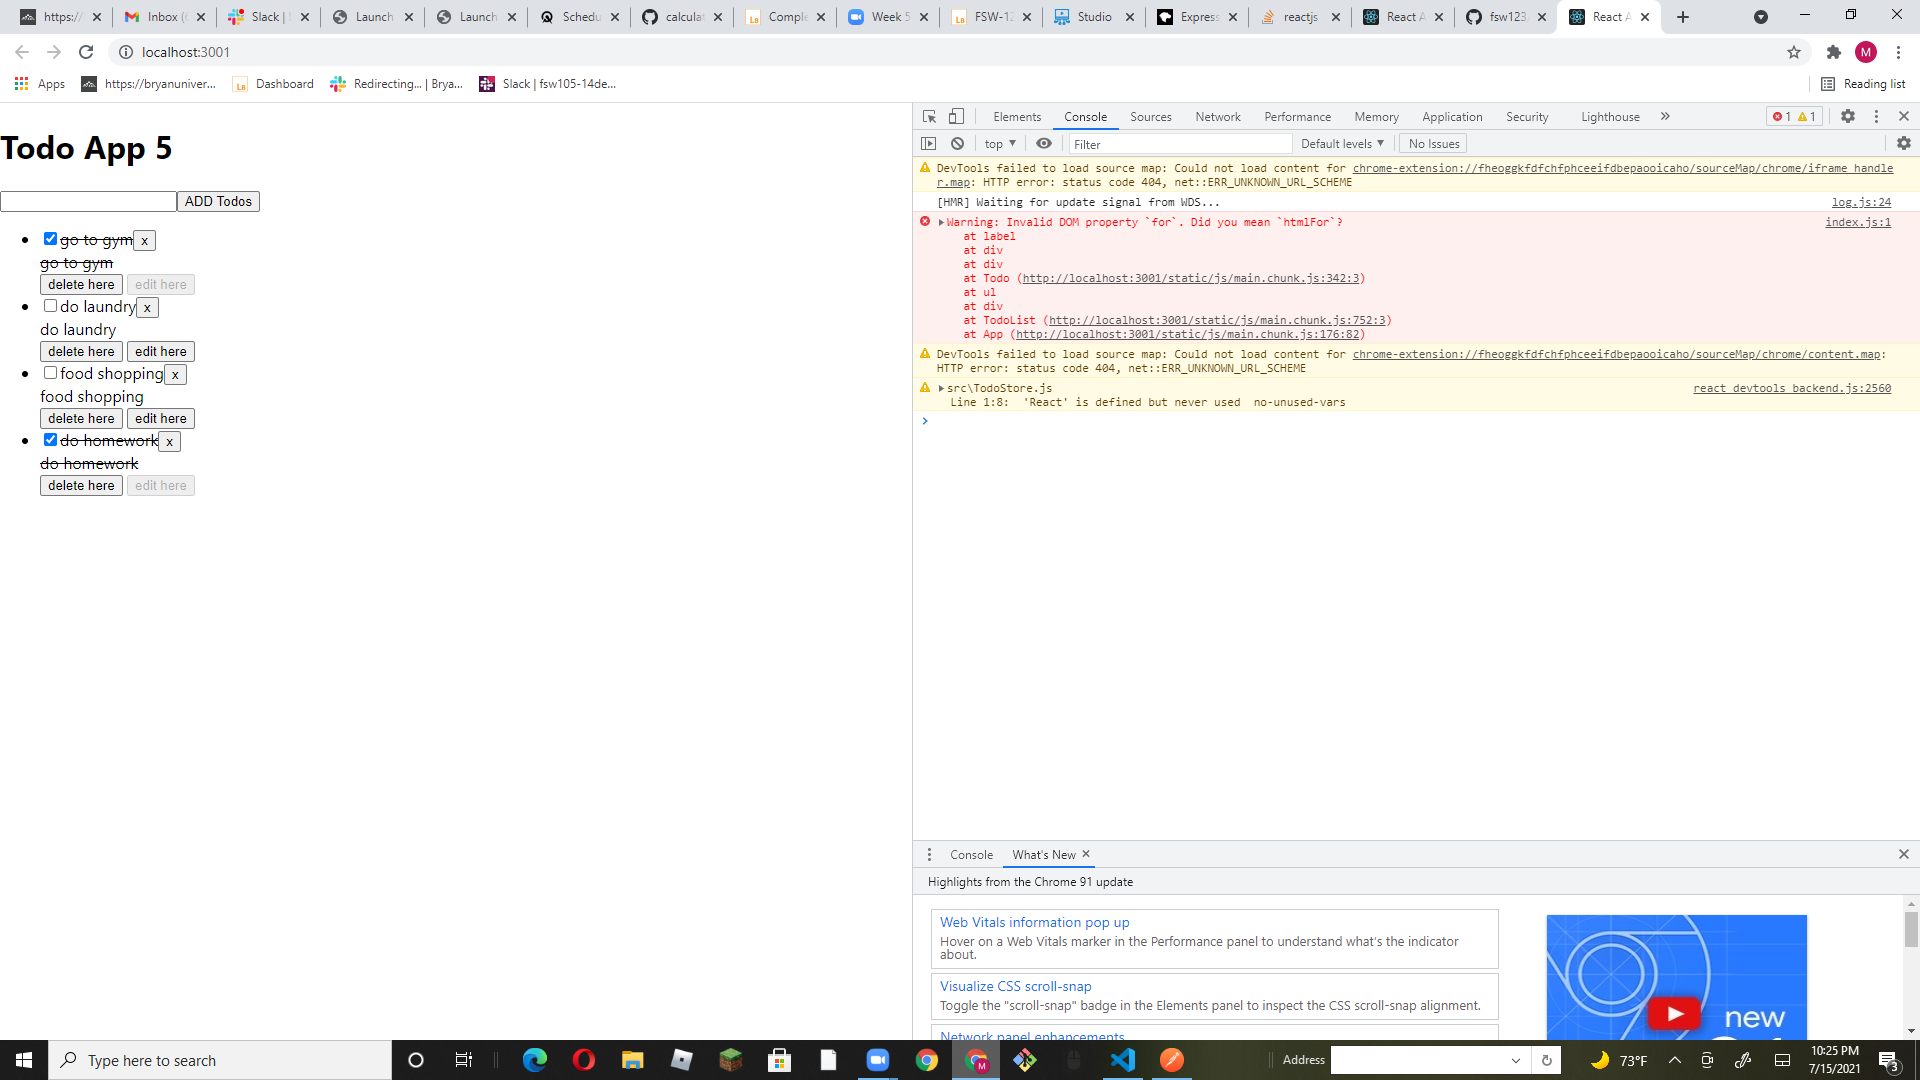 https://
Inbox (
Slack |
Launch
Launch
Schedu
calculat
Comple
Week 5
FSW-12
Studio
Express
reactjs
React A
fsw123
React A
localhost:3001
M
Apps
https://bryanuniver...
Dashboard
Redirecting... | Brya...
Slack | fsw105-14de...
Reading list
Todo App 5
ADD Todos
go to gym x
go to gym
delete here edit here
do laundry x
do laundry
delete here edit here
food shopping x
food shopping
delete here edit here
do homework x
do homework
delete here edit here
Elements Console Sources Network Performance Memory Application Security Lighthouse » 1 1
top Filter Default levels No Issues
DevTools failed to load source map: Could not load content for chrome-extension://fheoggkfdfchfphceeifdbepaooicaho/sourceMap/chrome/iframe_handle
r.map: HTTP error: status code 404, net::ERR_UNKNOWN_URL_SCHEME
[HMR] Waiting for update signal from WDS... log.js:24
Warning: Invalid DOM property `for`. Did you mean `htmlFor`? index.js:1
at label
at div
at div
at Todo (http://localhost:3001/static/js/main.chunk.js:342:3)
at ul
at div
at TodoList (http://localhost:3001/static/js/main.chunk.js:752:3)
at App (http://localhost:3001/static/js/main.chunk.js:176:82)
DevTools failed to load source map: Could not load content for chrome-extension://fheoggkfdfchfphceeifdbepaooicaho/sourceMap/chrome/content.map:
HTTP error: status code 404, net::ERR_UNKNOWN_URL_SCHEME
src\TodoStore.js react_devtools_backend.js:2560
Line 1:8: 'React' is defined but never used no-unused-vars
Console What's New
Highlights from the Chrome 91 update
Web Vitals information pop up
Hover on a Web Vitals marker in the Performance panel to understand what's the indicator
about.
Visualize CSS scroll-snap
Toggle the "scroll-snap" badge in the Elements panel to inspect the CSS scroll-snap alignment.
Network panel enhancements
new
Type here to search
Address
73°F
10:25 PM
7/15/2021
3